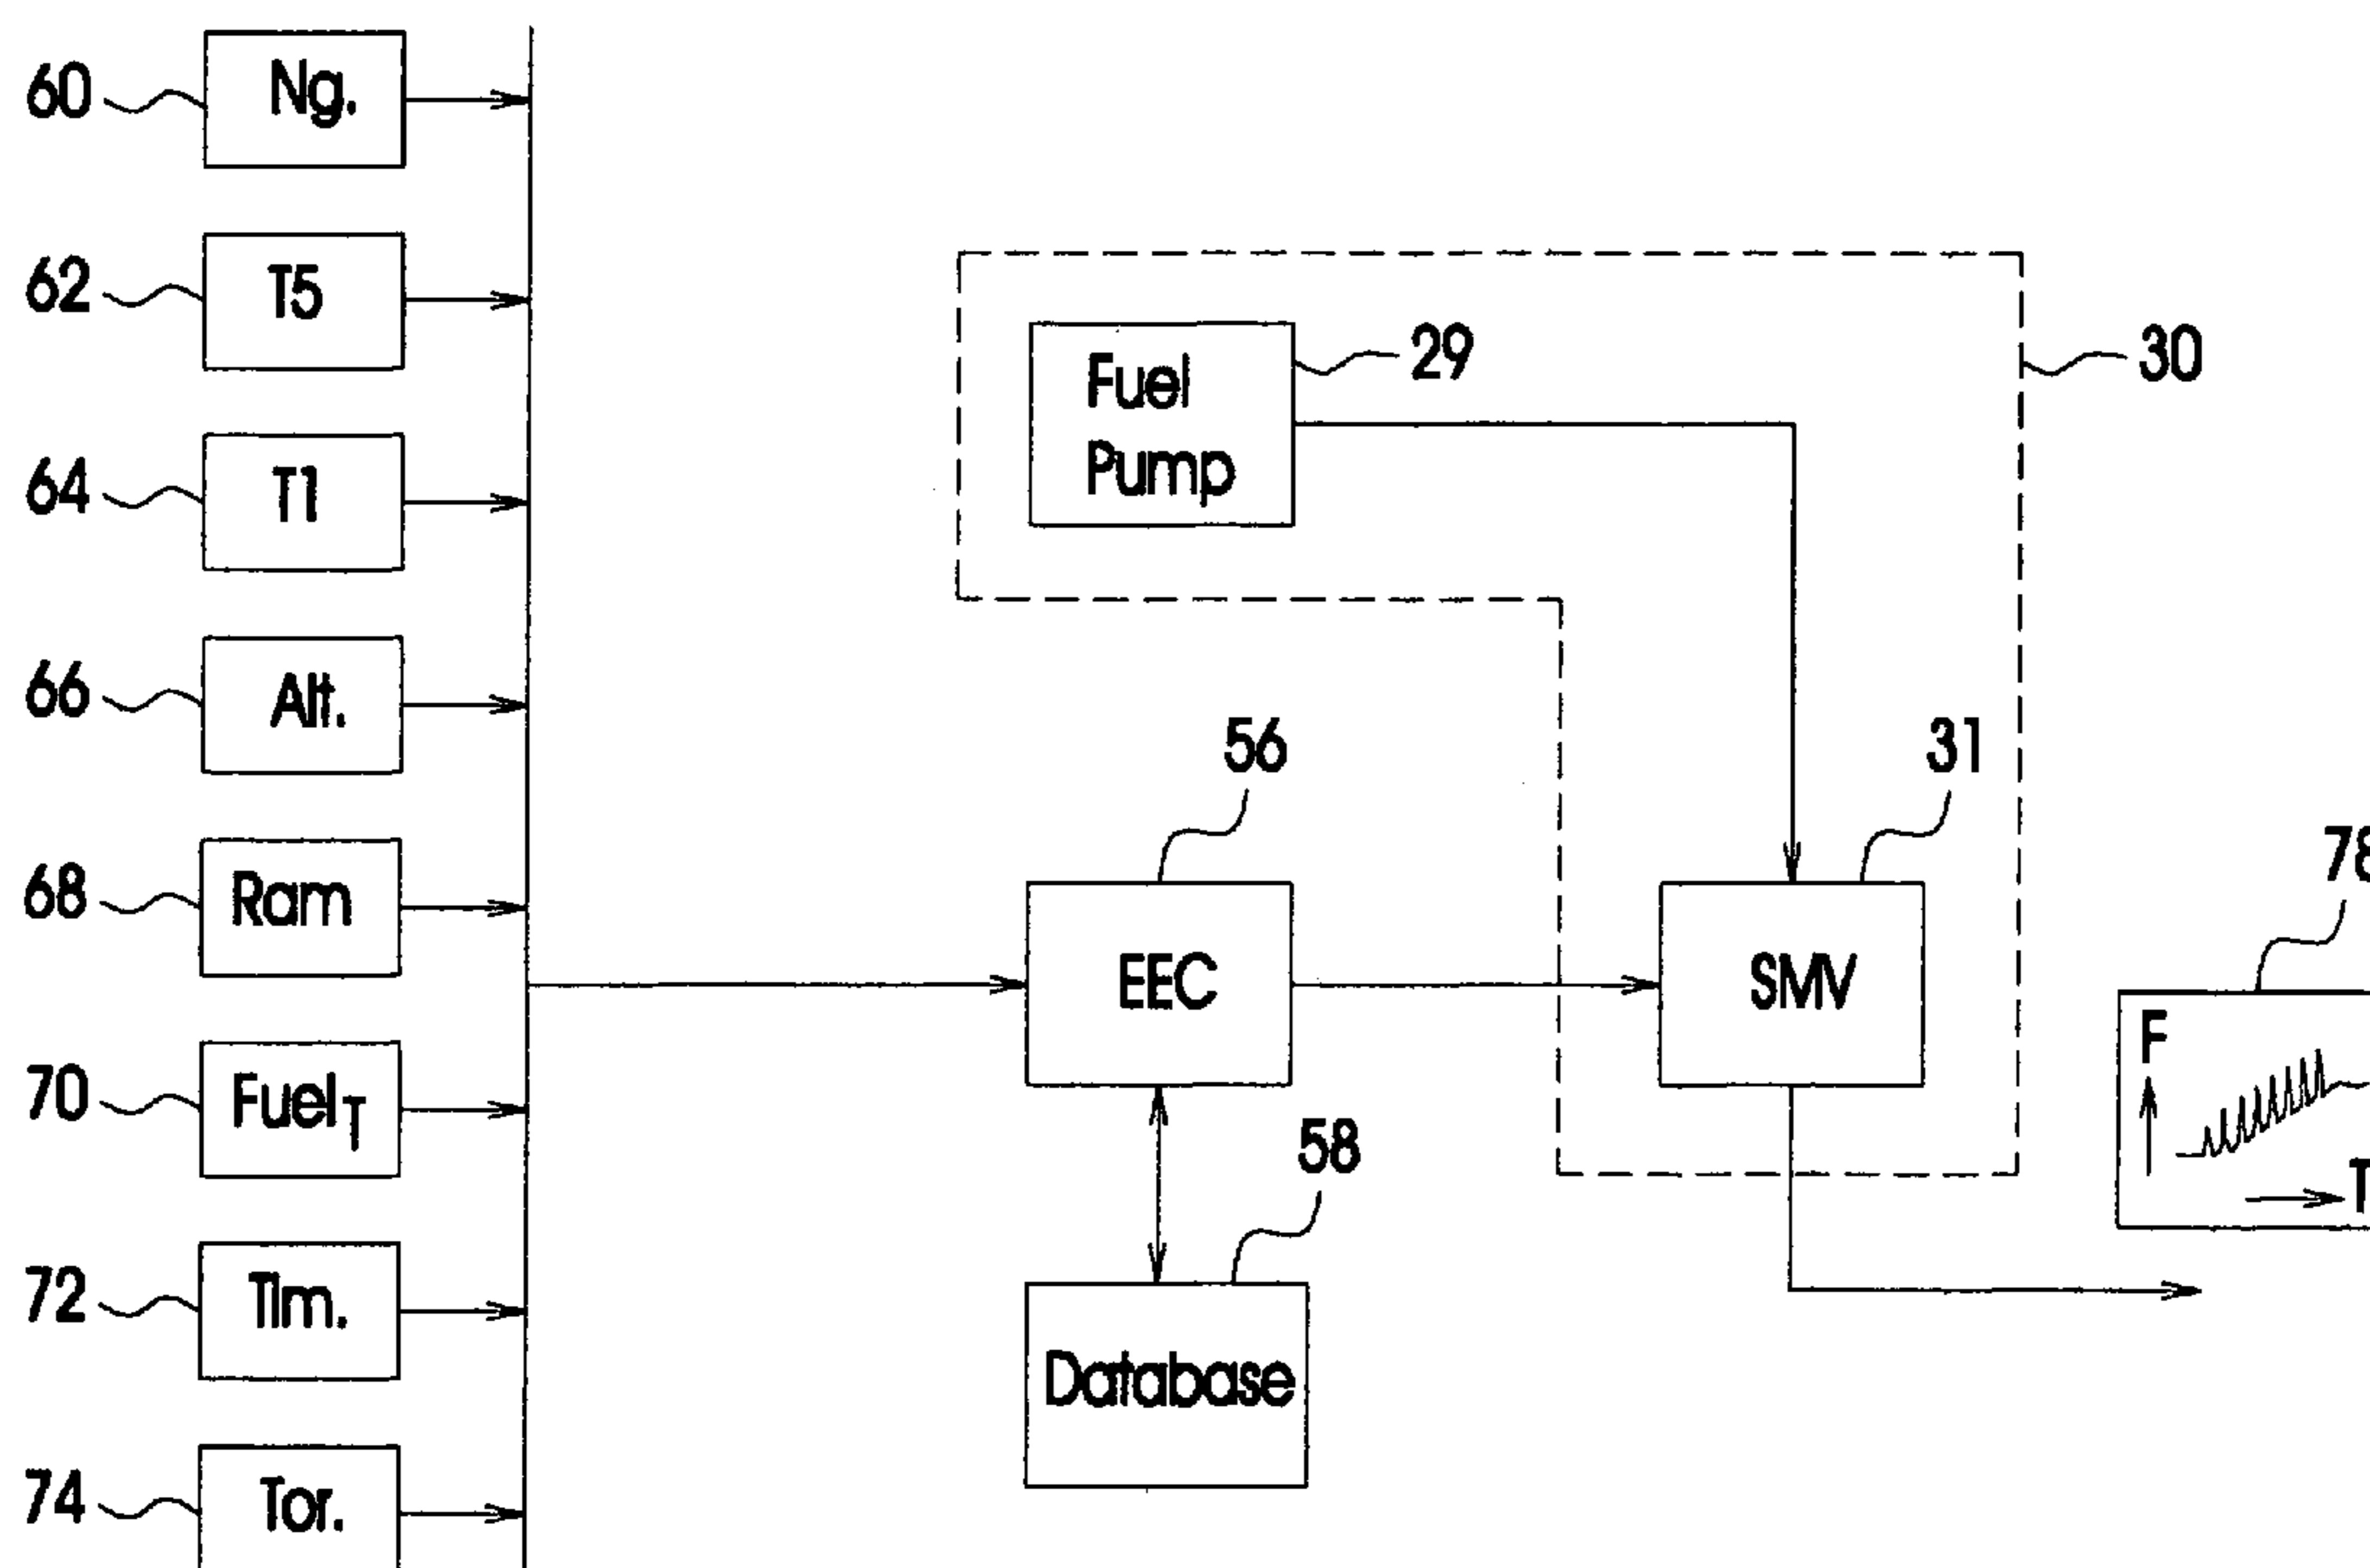 60
Ng.
62
T5
64
T1
66
Alt.
68
Ram
70
FuelT
72
Tim.
74
Tor.
Fuel
Pump
29
30
56
EEC
31
SMV
58
Database
78
F
T